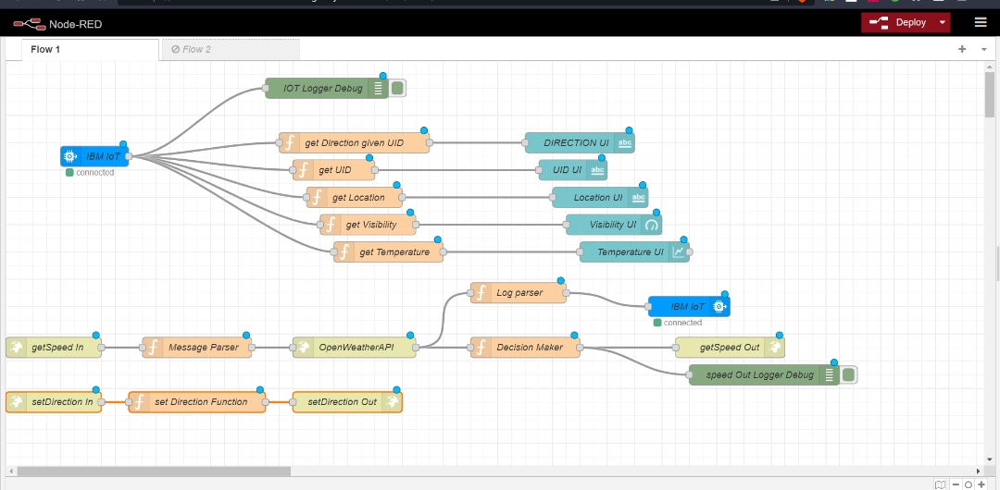 Node-RED
Deploy
Flow 1
Flow 2
IOT Logger Debug
IBM IoT
connected
get Direction given UID
DIRECTION UI
abc
get UID
UID UI
abc
get Location
Location UI
abc
get Visibility
Visibility UI
get Temperature
Temperature UI
Log parser
IBM IoT
connected
getSpeed In
Message Parser
OpenWeatherAPI
Decision Maker
getSpeed Out
speed Out Logger Debug
setDirection In
set Direction Function
setDirection Out